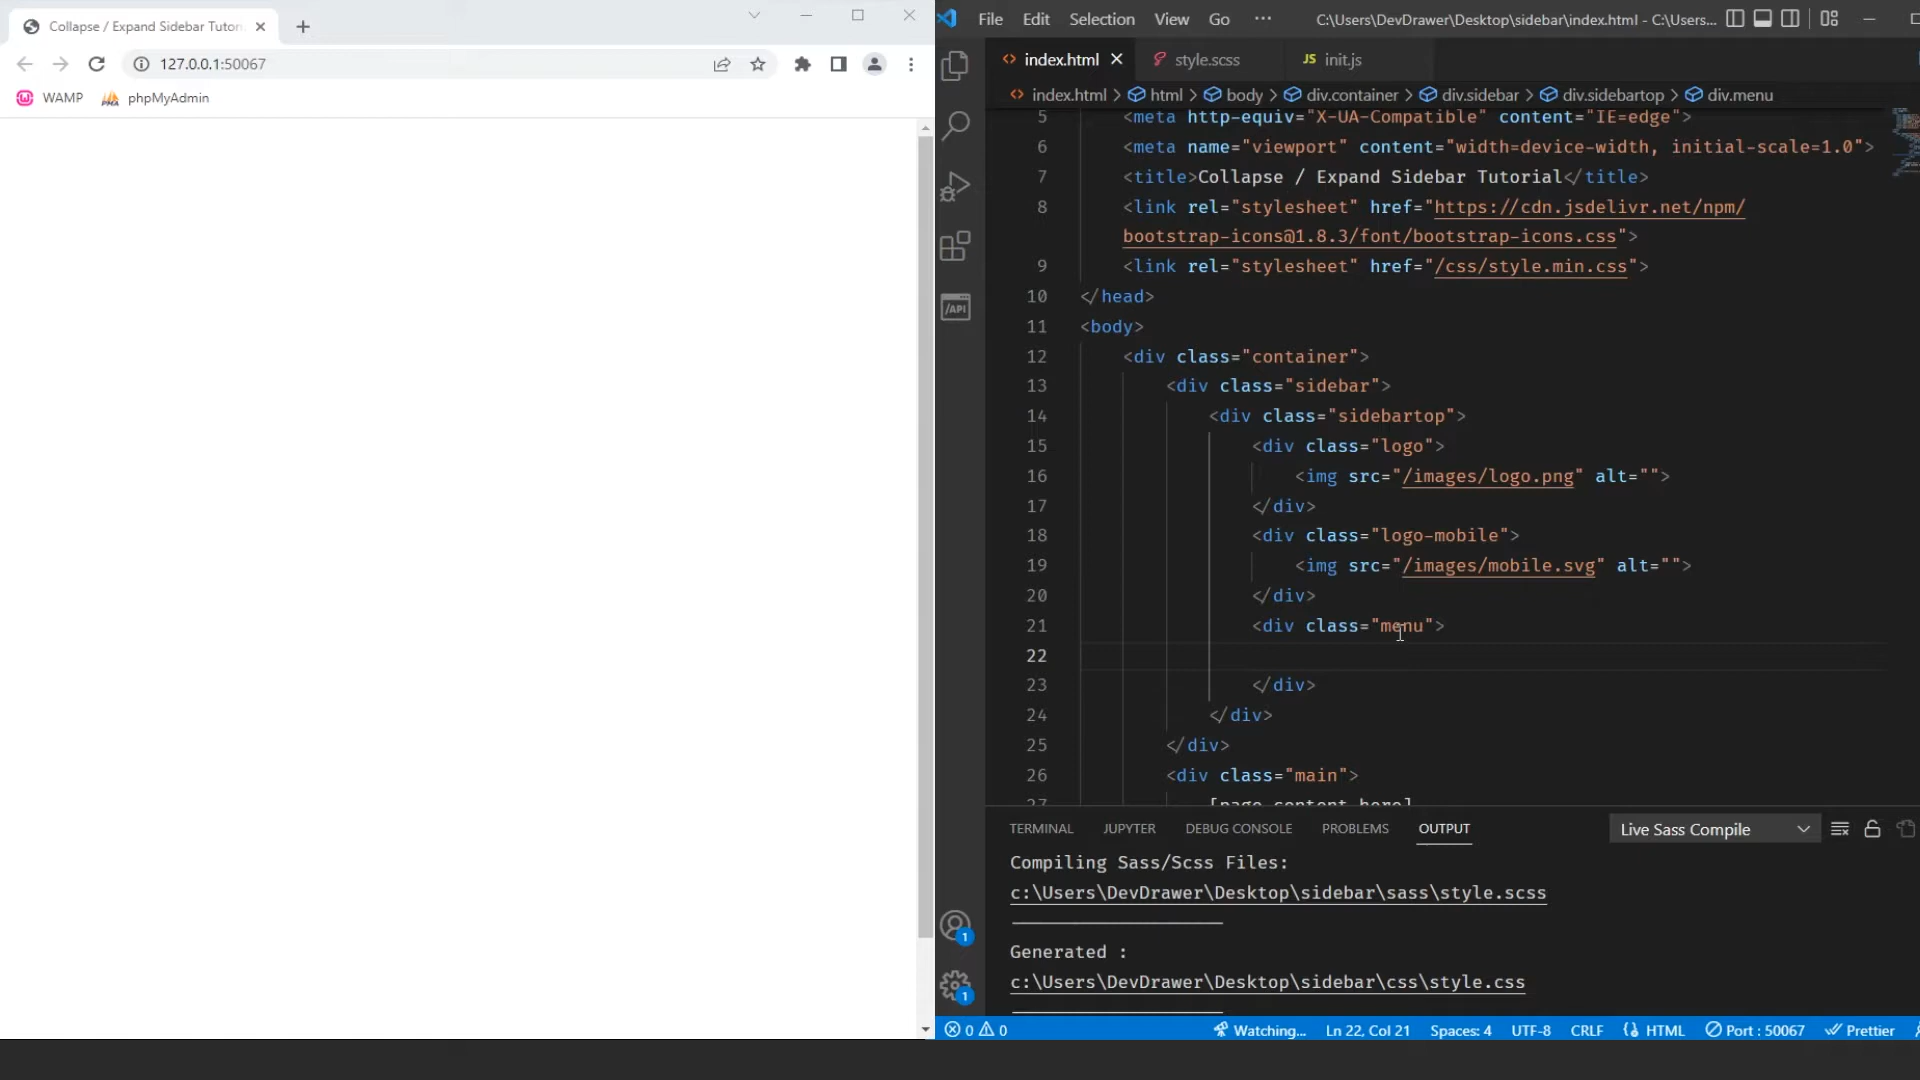 Collapse / Expand Sidebar Tutor
127.0.0.1:50067
WAMP
phpMyAdmin
File Edit Selection View Go ··· C:\Users\DevDrawer\Desktop\sidebar\index.html - C:\Users...
index.html style.scss JS init.js
index.html > html > body > div.container > div.sidebar > div.sidebartop > div.menu
5 <meta http-equiv="X-UA-Compatible" content="IE=edge">
6 <meta name="viewport" content="width=device-width, initial-scale=1.0">
7 <title>Collapse / Expand Sidebar Tutorial</title>
8 <link rel="stylesheet" href="https://cdn.jsdelivr.net/npm/
bootstrap-icons@1.8.3/font/bootstrap-icons.css">
9 <link rel="stylesheet" href="/css/style.min.css">
10 </head>
11 <body>
12 <div class="container">
13 <div class="sidebar">
14 <div class="sidebartop">
15 <div class="logo">
16 <img src="/images/logo.png" alt="">
17 </div>
18 <div class="logo-mobile">
19 <img src="/images/mobile.svg" alt="">
20 </div>
21 <div class="menu">
22
23 </div>
24 </div>
25 </div>
26 <div class="main">
27 [page content here]
/API
TERMINAL JUPYTER DEBUG CONSOLE PROBLEMS OUTPUT Live Sass Compile
Compiling Sass/Scss Files:
c:\Users\DevDrawer\Desktop\sidebar\sass\style.scss
Generated :
c:\Users\DevDrawer\Desktop\sidebar\css\style.css
1
1
0 0 Watching... Ln 22, Col 21 Spaces: 4 UTF-8 CRLF HTML Port : 50067 Prettier